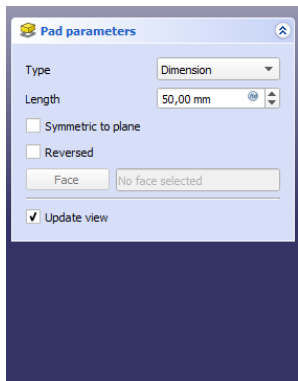 Pad parameters
Type Dimension
Length 50,00 mm
Symmetric to plane
Reversed
Face No face selected
Update view